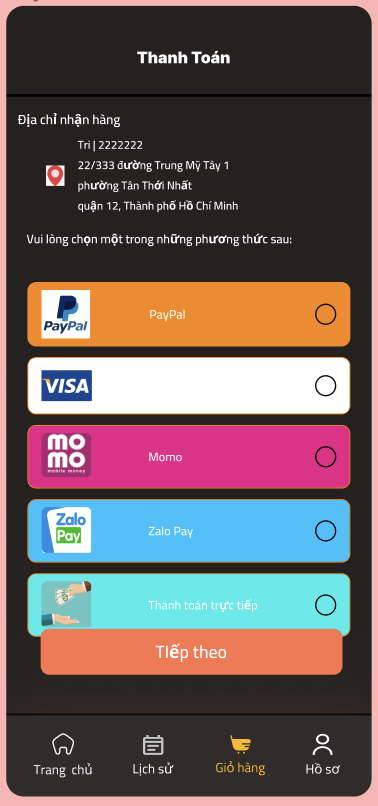 Thanh Toán
Địa chỉ nhận hàng
Tri | 2222222
22/333 đường Trung Mỹ Tây 1
phường Tân Thới Nhất
quận 12, Thành phố Hồ Chí Minh
Vui lòng chọn một trong những phương thức sau:
PayPal
PayPal
VISA
mo
mo
mobile money
Momo
Zalo
Pay
Zalo Pay
Thanh toán trực tiếp
TIếp theo
Trang chủ
Lịch sử
Giỏ hàng
Hồ sơ